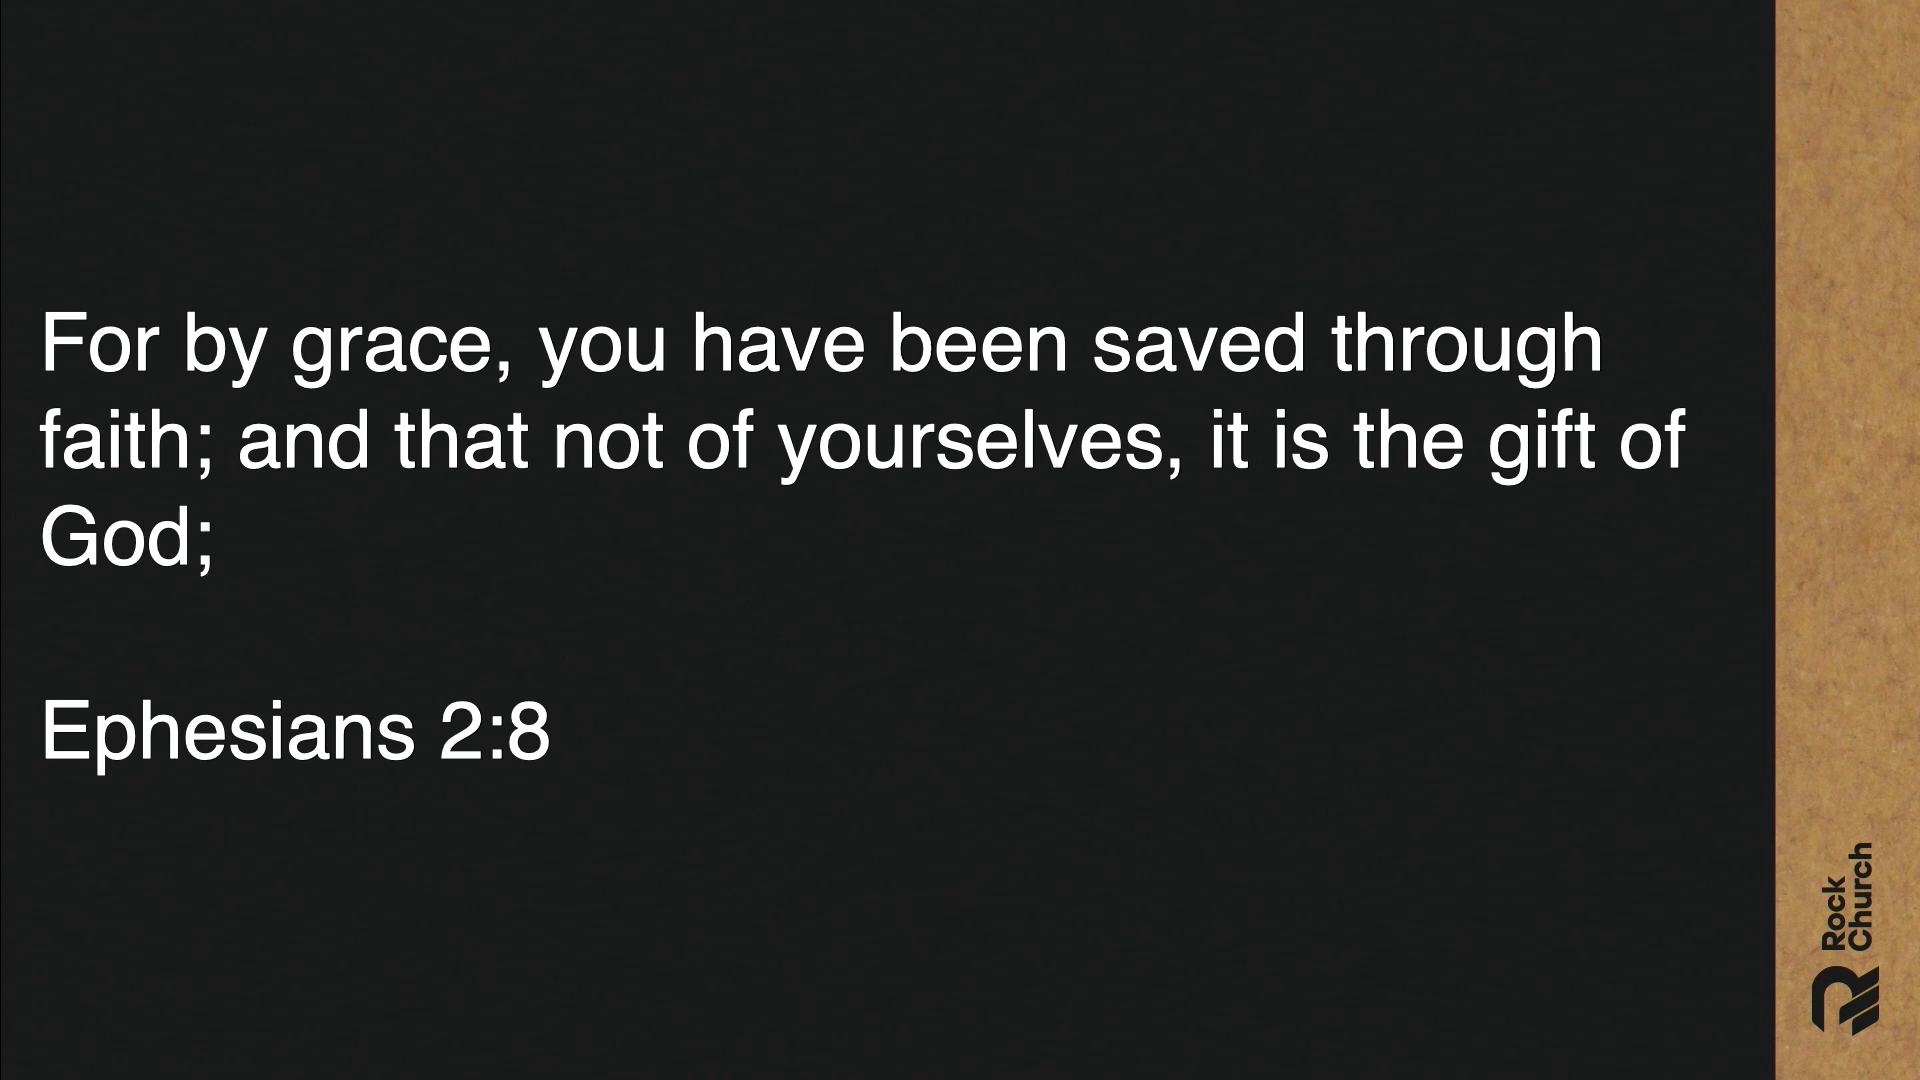 For by grace, you have been saved through
faith; and that not of yourselves, it is the gift of
God;
Ephesians 2:8
Rock
Church